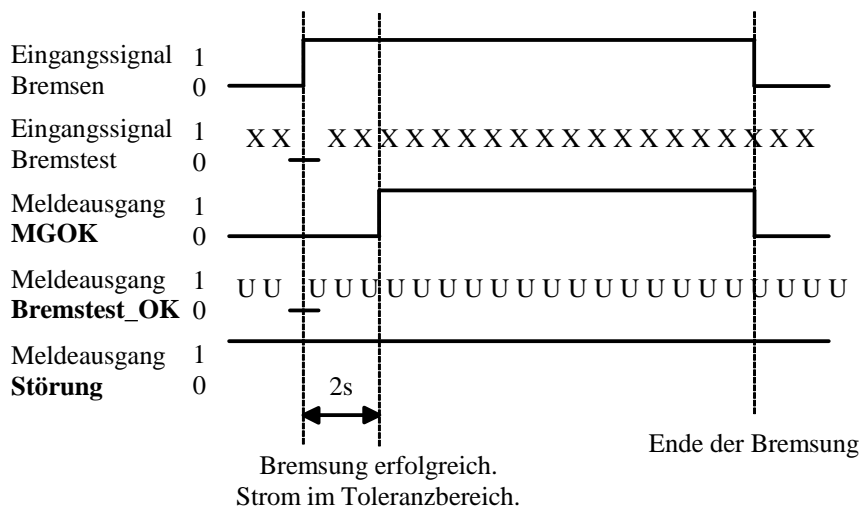 Eingangssignal 1
Bremsen 0
Eingangssignal 1 X X X X X X X X X X X X X X X X X X X X X
Bremstest 0
Meldeausgang 1
MGOK 0
Meldeausgang 1 U U U U U U U U U U U U U U U U U U U U U U U
Bremstest_OK 0
Meldeausgang 1
Störung 0
2s
Ende der Bremsung
Bremsung erfolgreich.
Strom im Toleranzbereich.